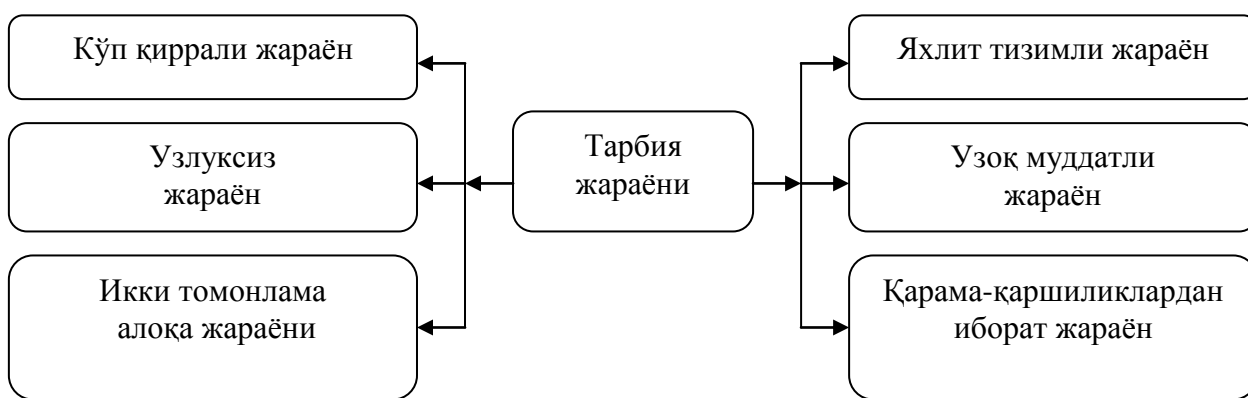 Кўп қиррали жараён
Узлуксиз
жараён
Икки томонлама
алоқа жараёни
Тарбия
жараёни
Яхлит тизимли жараён
Узоқ муддатли
жараён
Қарама-қаршиликлардан
иборат жараён